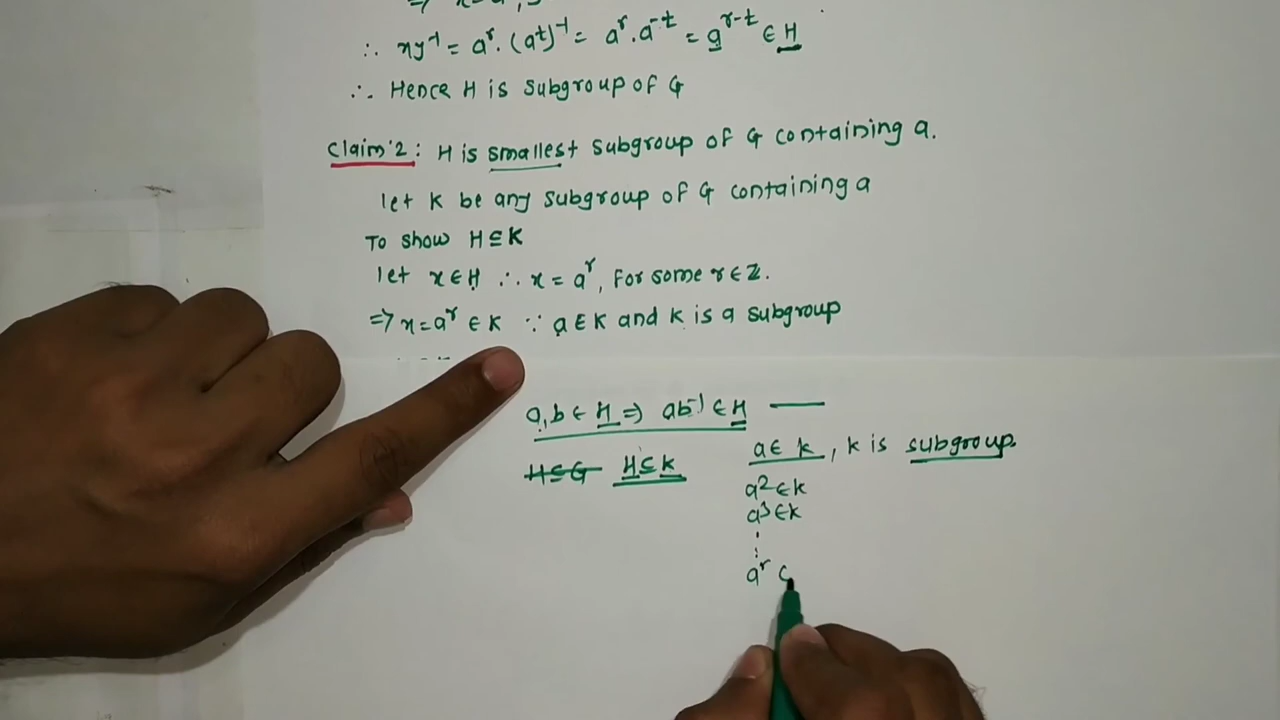 ∴ xy⁻¹ = aʳ. (aᵗ)⁻¹ = aʳ.a⁻ᵗ = gʳ⁻ᵗ ∈ H
∴ Hence H is subgroup of G
Claim'2: H is smallest subgroup of G containing a.
let K be any subgroup of G containing a
To show H⊆K
let x∈H ∴ x = aʳ, for some r∈Z.
⇒ x=aʳ ∈ K ∵ a∈K and K is a subgroup
a,b ∈ H ⇒ ab⁻¹ ∈ H
a∈ k, k is subgroup.
H⊆G H⊆K
a²∈k
a³∈k
aʳ